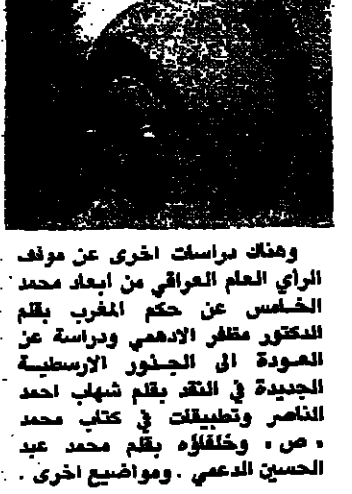 وهناك دراسات اخرى عن موقف
الرأي العام العراقي من ابعاد محمد
الخامس عن حكم المغرب بقلم
الدكتور مظفر الادهمي ودراسة عن
العودة الى الجذور الارسطية
الجديدة في النقد بقلم شهاب احمد
الناصر وتطبيقات في كتاب محمد
« ص » وخلفاؤه بقلم محمد عبد
الحسين الدعمي . ومواضيع اخرى .